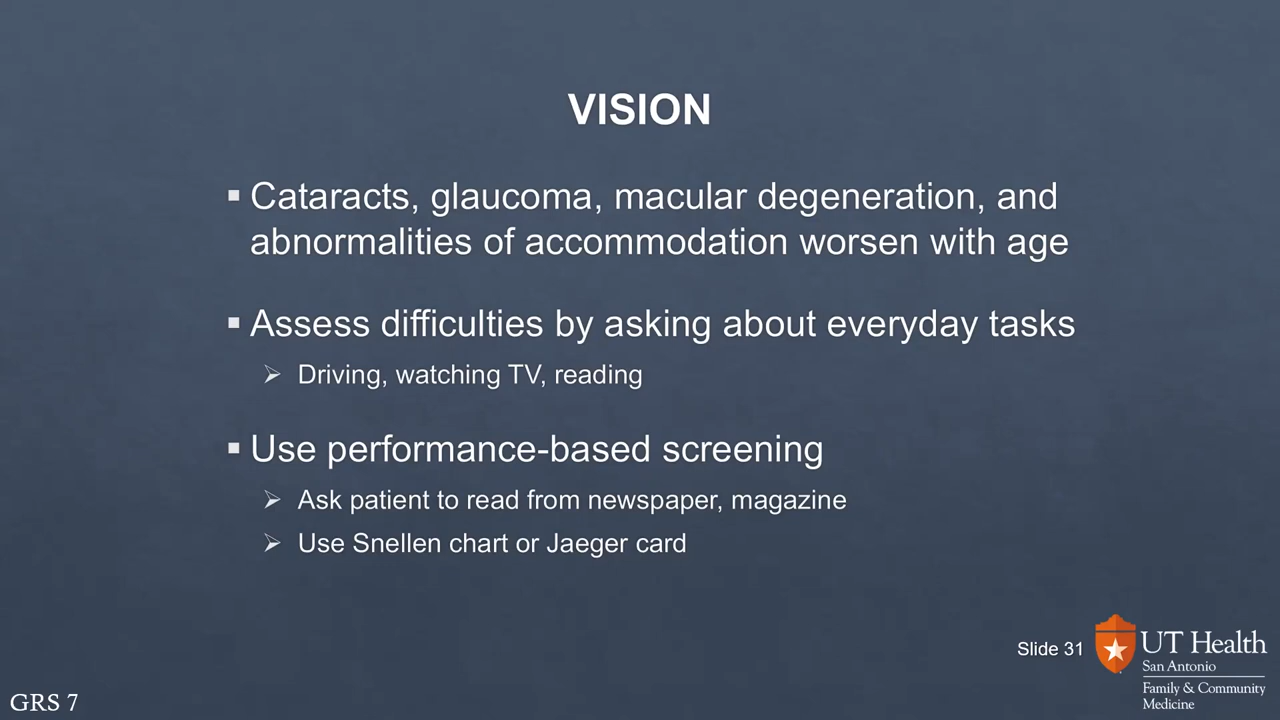 VISION
▪ Cataracts, glaucoma, macular degeneration, and
abnormalities of accommodation worsen with age
▪ Assess difficulties by asking about everyday tasks
➢ Driving, watching TV, reading
▪ Use performance-based screening
➢ Ask patient to read from newspaper, magazine
➢ Use Snellen chart or Jaeger card
Slide 31
UT Health
San Antonio
Family & Community
Medicine
GRS 7